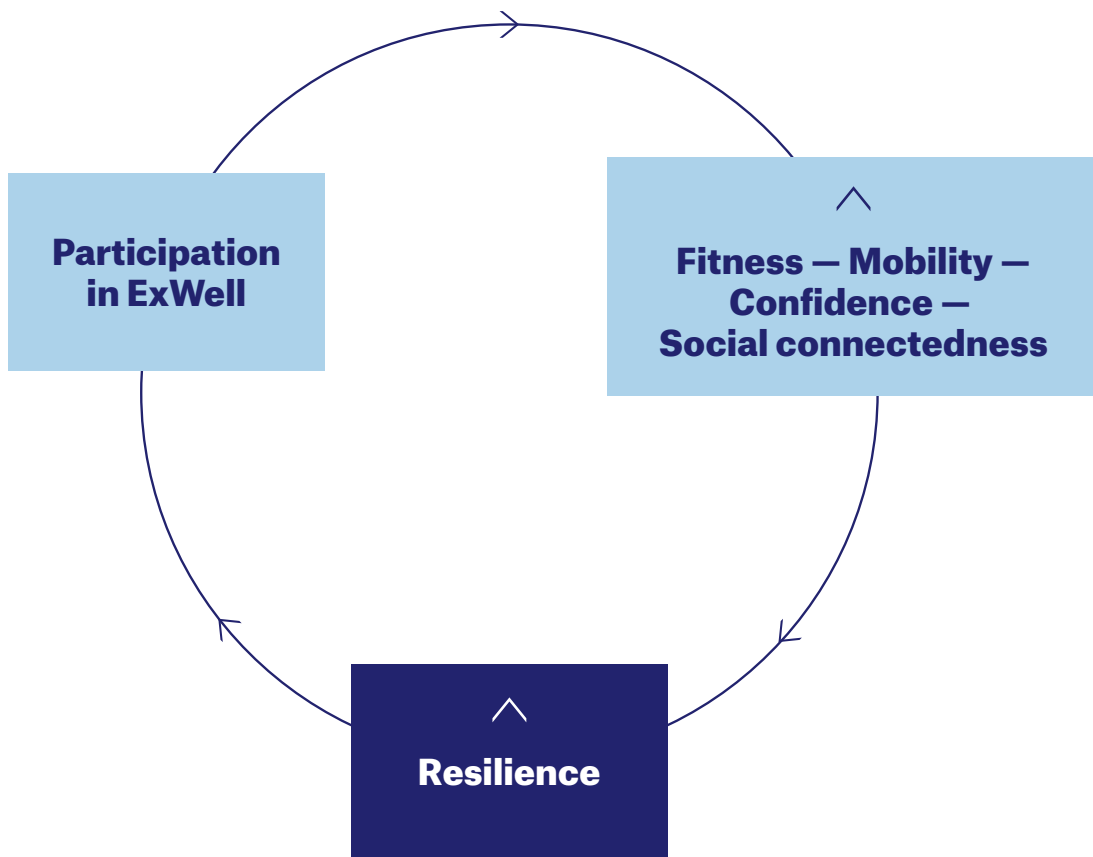 Participation
in ExWell
Fitness — Mobility —
Confidence —
Social connectedness
Resilience